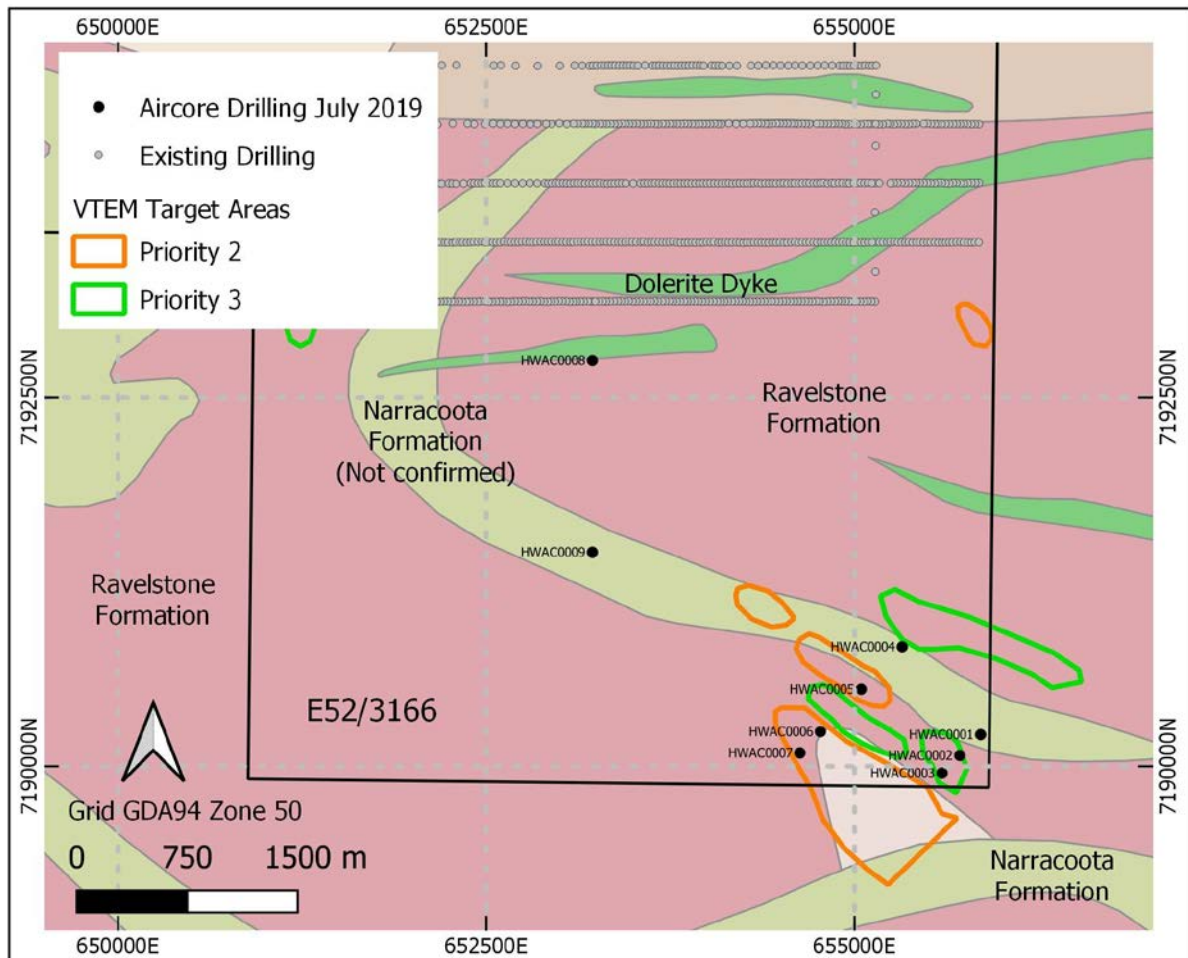 650000E
652500E
655000E
Aircore Drilling July 2019
Existing Drilling
VTEM Target Areas
Priority 2
Priority 3
Dolerite Dyke
HWAC0008
7192500N
7192500N
Ravelstone
Formation
Narracoota
Formation
(Not confirmed)
HWAC0009
Ravelstone
Formation
HWAC0004
HWAC0005
E52/3166
HWAC0006
HWAC0001
HWAC0007
HWAC0002
HWAC0003
7190000N
7190000N
Grid GDA94 Zone 50
0 750 1500 m
Narracoota
Formation
650000E
652500E
655000E